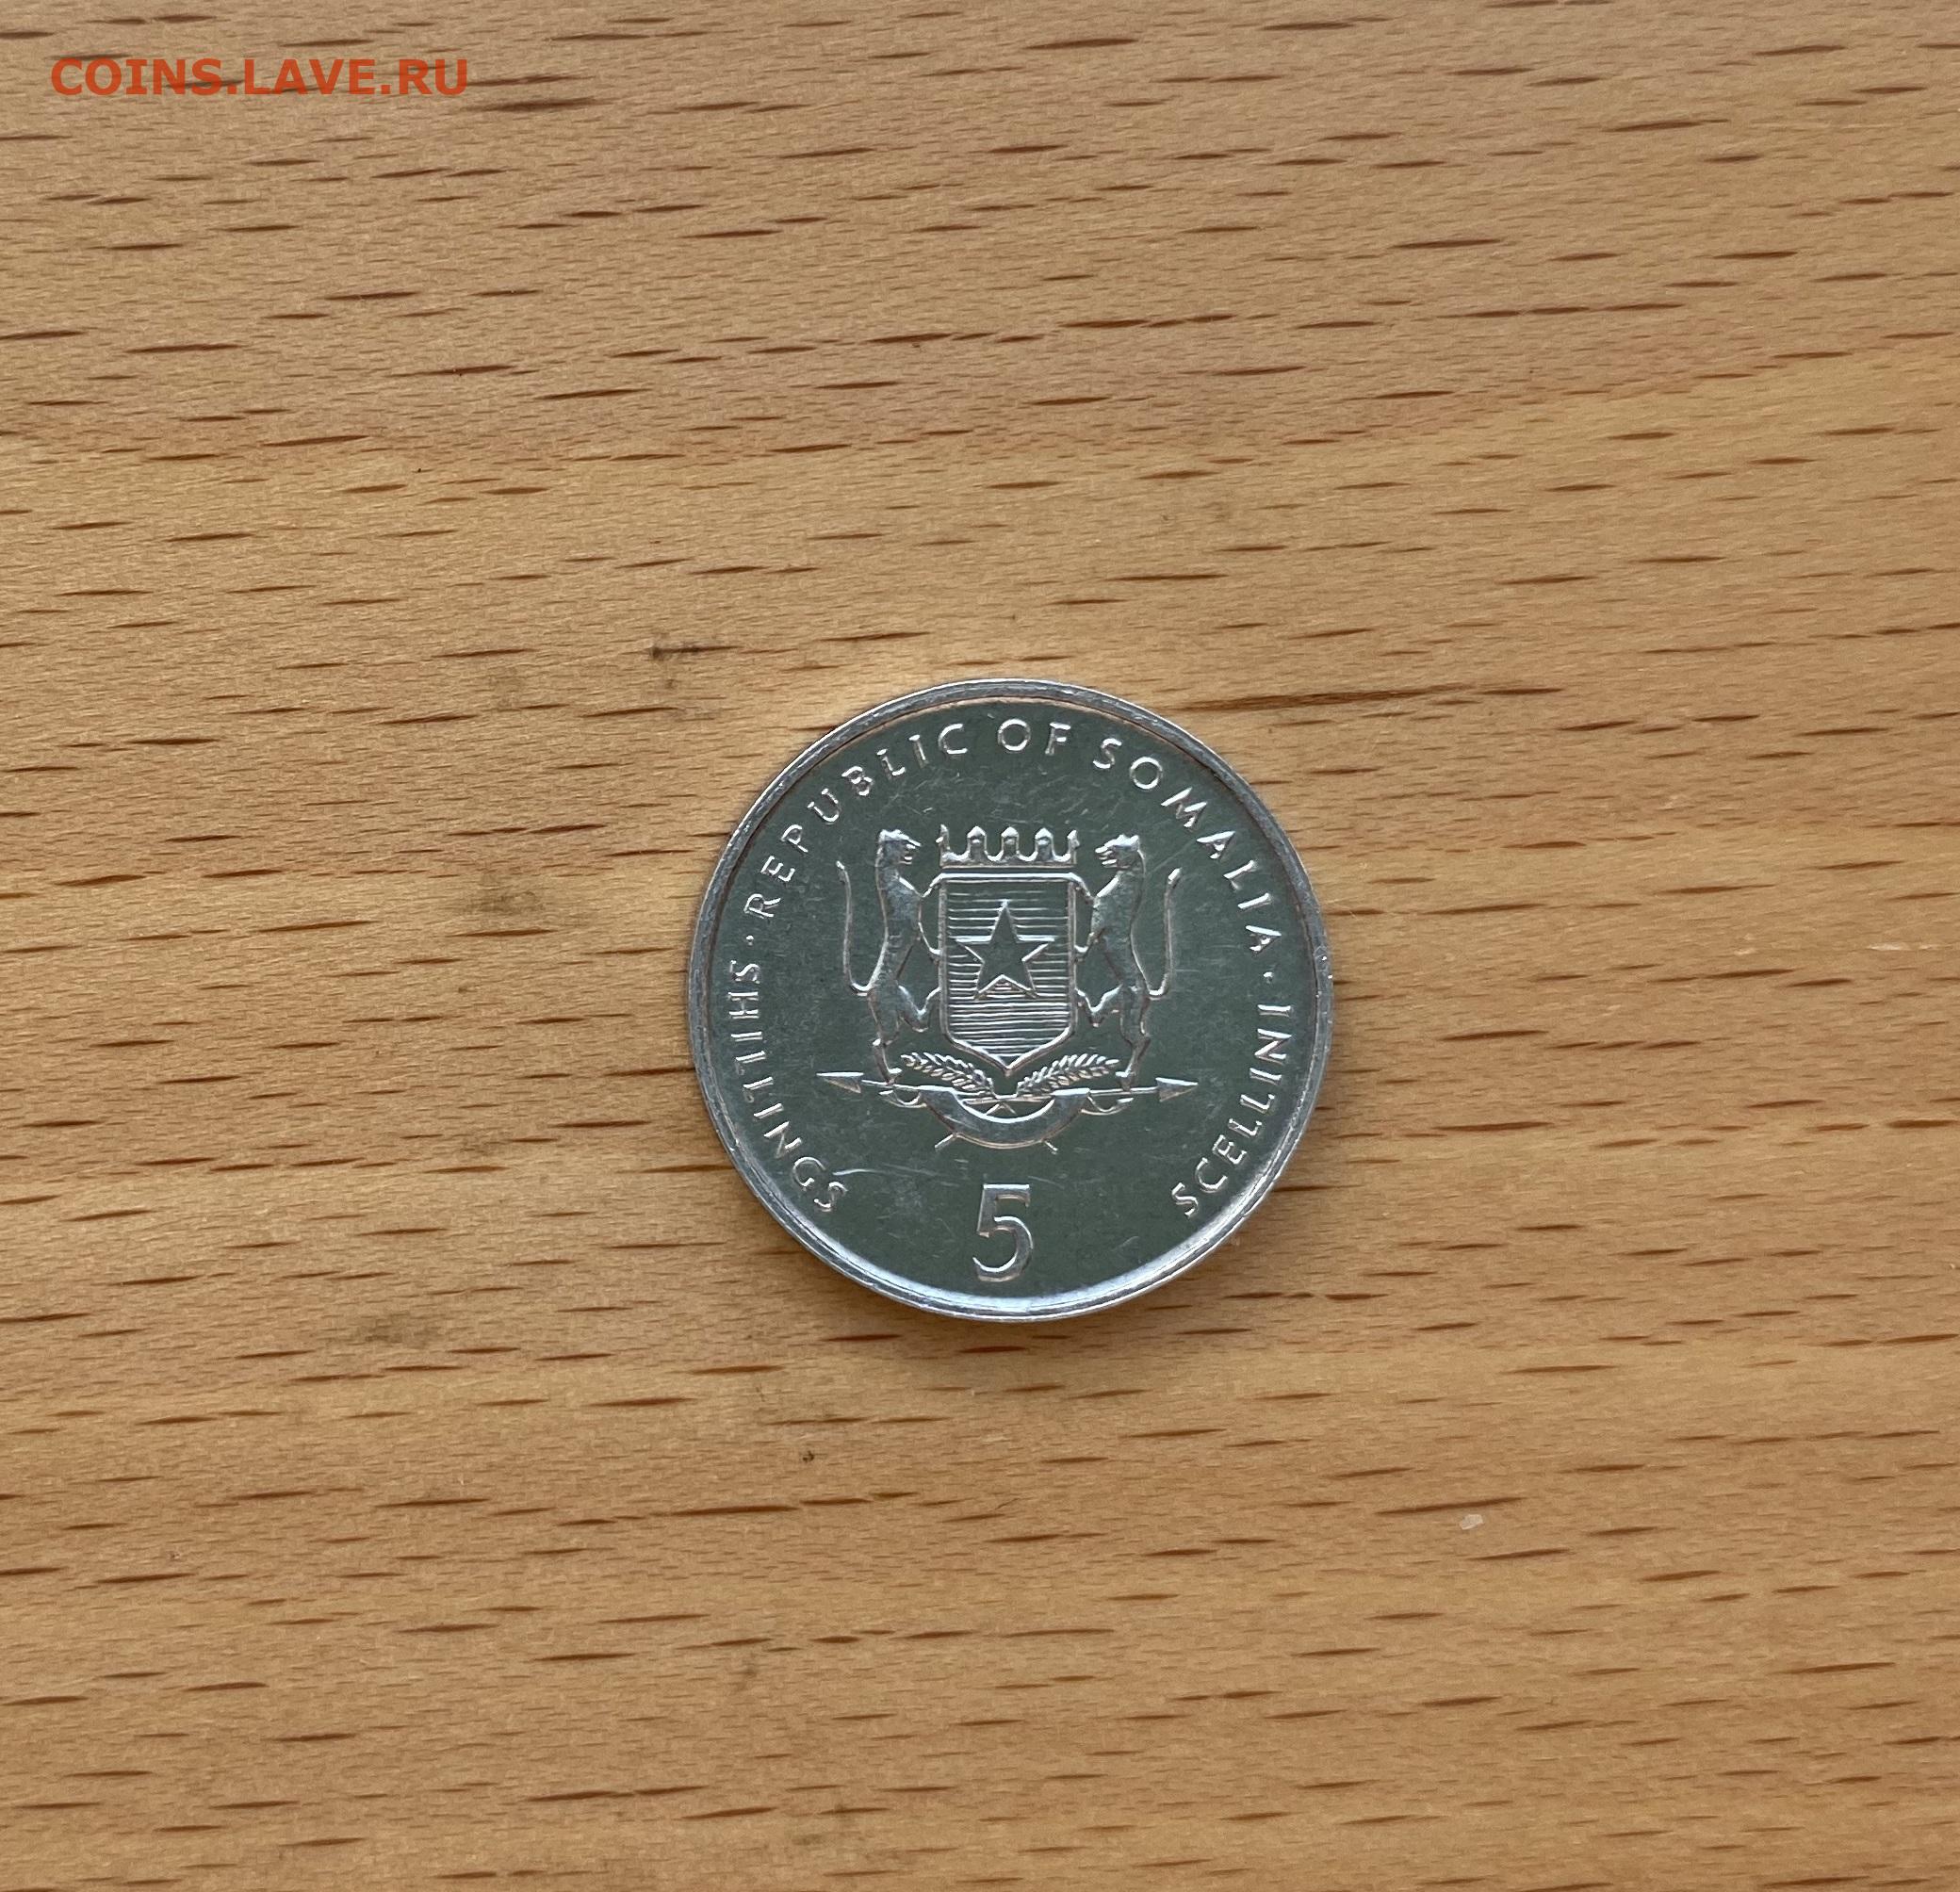 COINS.LAVE.RU
REPUBLIC OF SOMALIA
SHILLINGS · 5 SCELLINI ·